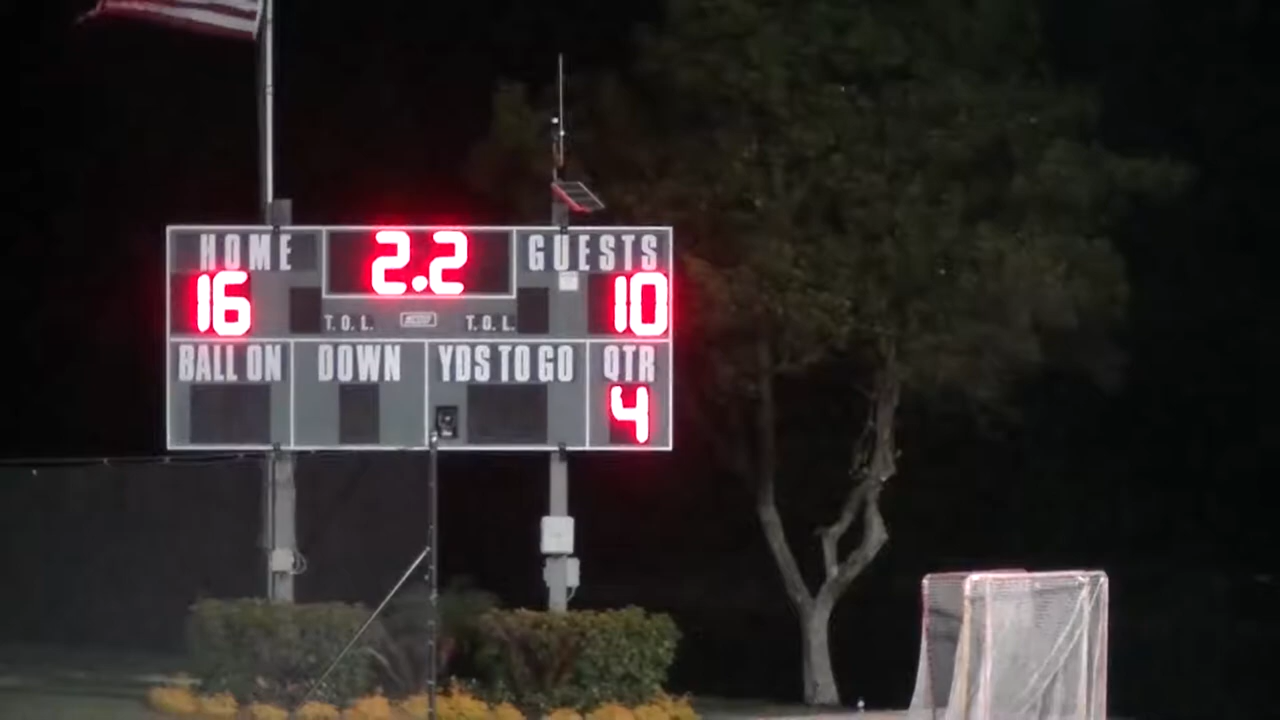 HOME 2.2 GUESTS
16 10
T.O.L. T.O.L.
BALL ON DOWN YDS TO GO QTR
4